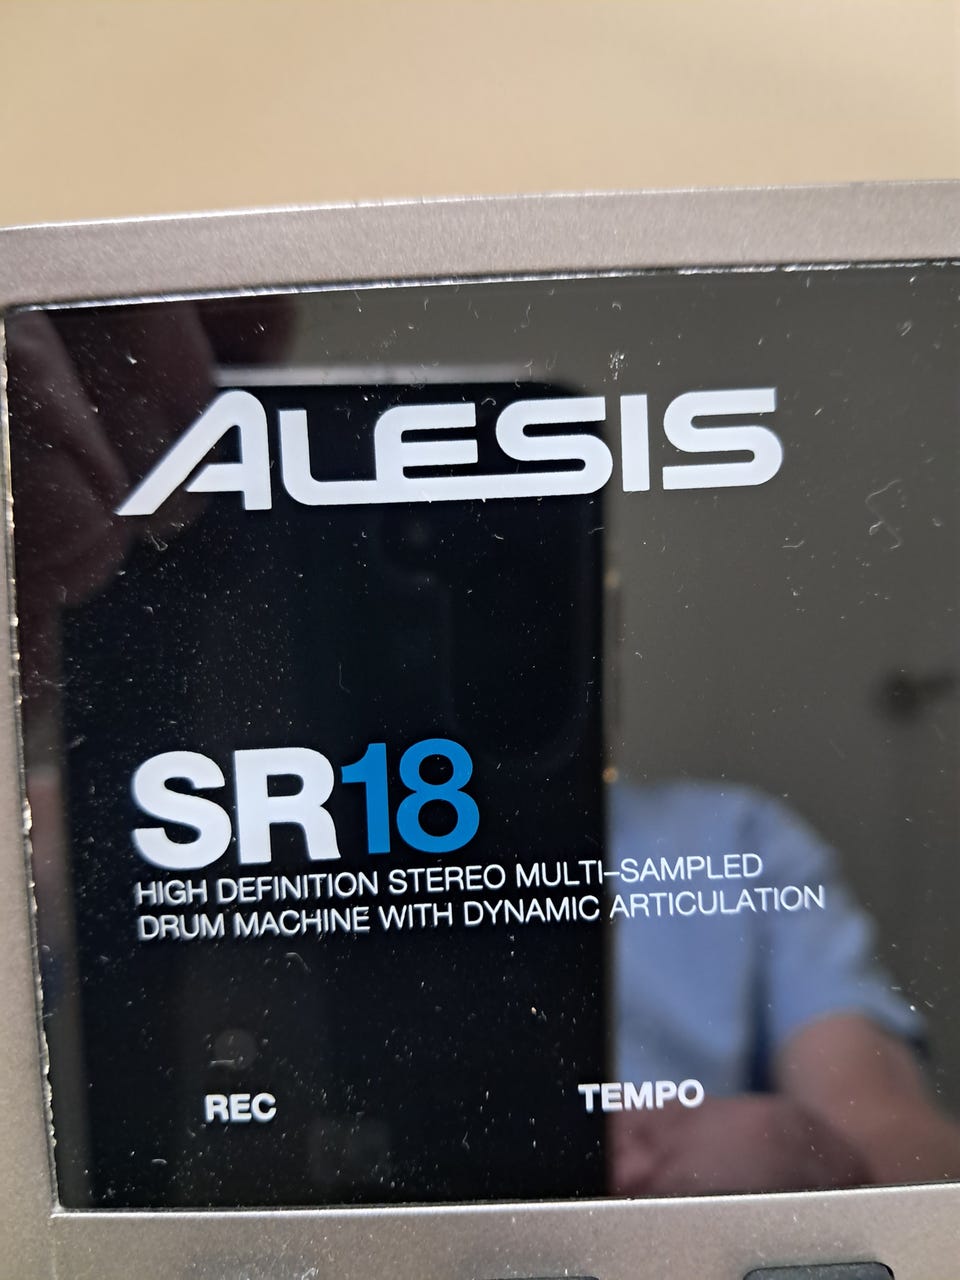 ALESIS
SR18
HIGH DEFINITION STEREO MULTI-SAMPLED
DRUM MACHINE WITH DYNAMIC ARTICULATION
REC TEMPO